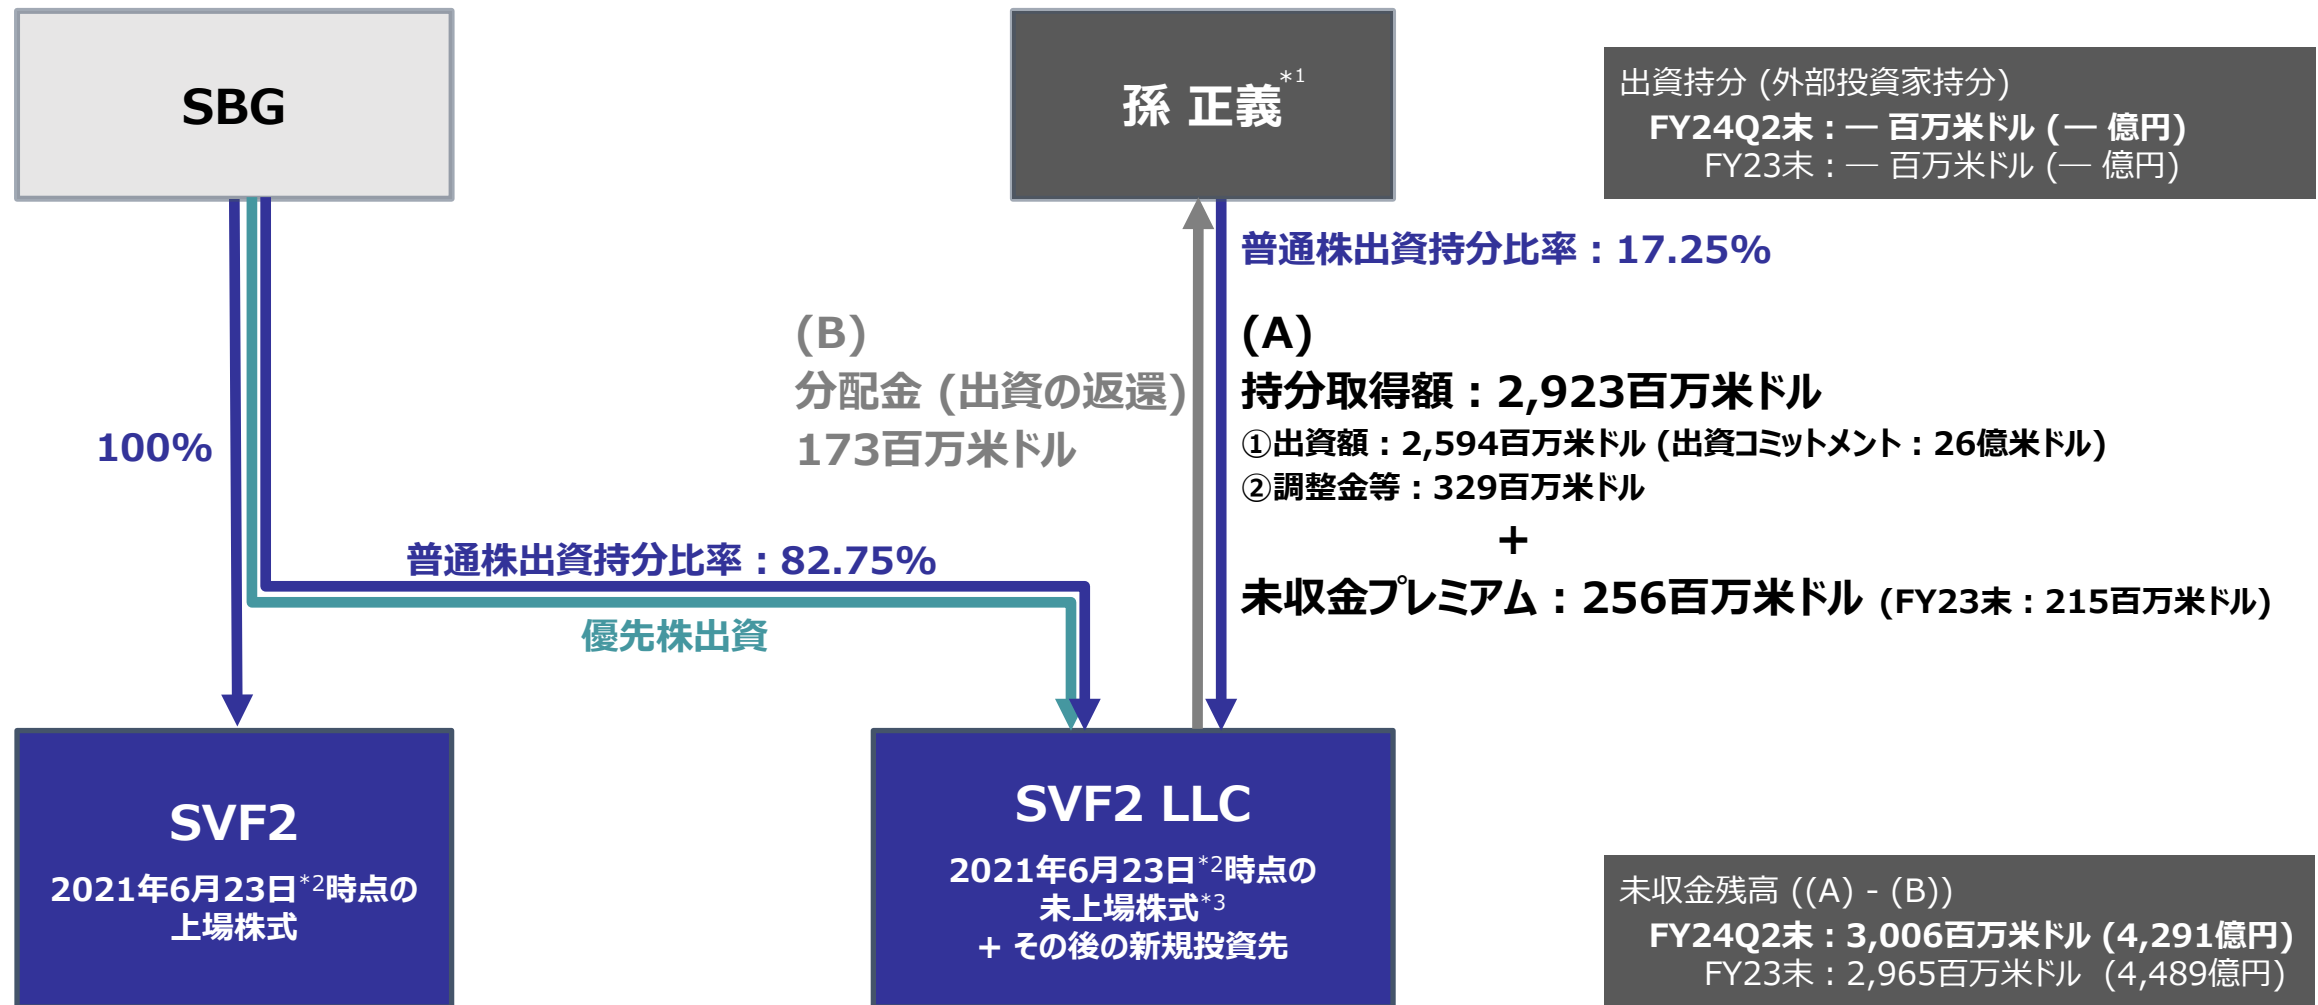 SBG
孫 正義*1
出資持分 (外部投資家持分)
FY24Q2末：― 百万米ドル (― 億円)
FY23末：― 百万米ドル (― 億円)
普通株出資持分比率：17.25%
(B)
分配金 (出資の返還)
173百万米ドル
(A)
持分取得額：2,923百万米ドル
①出資額：2,594百万米ドル (出資コミットメント：26億米ドル)
②調整金等：329百万米ドル
+
未収金プレミアム：256百万米ドル (FY23末：215百万米ドル)
100%
普通株出資持分比率：82.75%
優先株出資
SVF2
2021年6月23日*2時点の
上場株式
SVF2 LLC
2021年6月23日*2時点の
未上場株式*3
+ その後の新規投資先
未収金残高 ((A) - (B))
FY24Q2末：3,006百万米ドル (4,291億円)
FY23末：2,965百万米ドル (4,489億円)